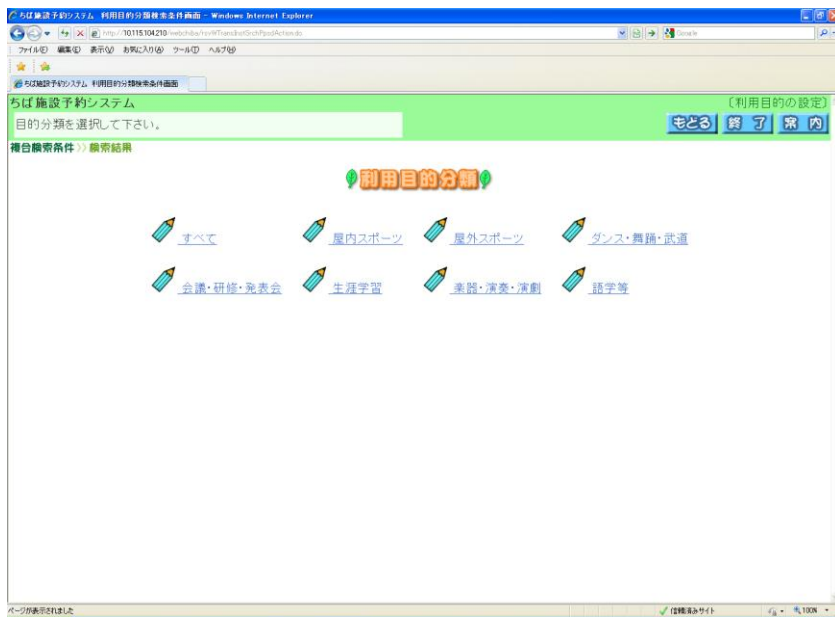 ちば施設予約システム 利用目的分類検索条件画面 - Windows Internet Explorer
http://10.115.104.210/webchiba/
Google
ファイル(F) 編集(E) 表示(V) お気に入り(A) ツール(T) ヘルプ(H)
ちば施設予約システム 利用目的分類検索条件画面
ちば施設予約システム 〔利用目的の設定〕
目的分類を選択して下さい。 もどる 終了 案内
複合検索条件 》 検索結果
利用目的分類
すべて 屋内スポーツ 屋外スポーツ ダンス・舞踊・武道
会議・研修・発表会 生涯学習 楽器・演奏・演劇 語学等
ページが表示されました 信頼済みサイト 100%